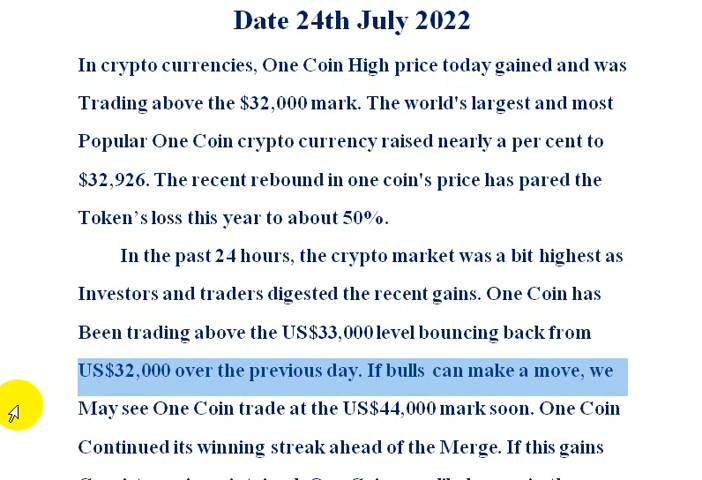 Date 24th July 2022
In crypto currencies, One Coin High price today gained and was
Trading above the $32,000 mark. The world's largest and most
Popular One Coin crypto currency raised nearly a per cent to
$32,926. The recent rebound in one coin's price has pared the
Token's loss this year to about 50%.
In the past 24 hours, the crypto market was a bit highest as
Investors and traders digested the recent gains. One Coin has
Been trading above the US$33,000 level bouncing back from
US$32,000 over the previous day. If bulls can make a move, we
May see One Coin trade at the US$44,000 mark soon. One Coin
Continued its winning streak ahead of the Merge. If this gains